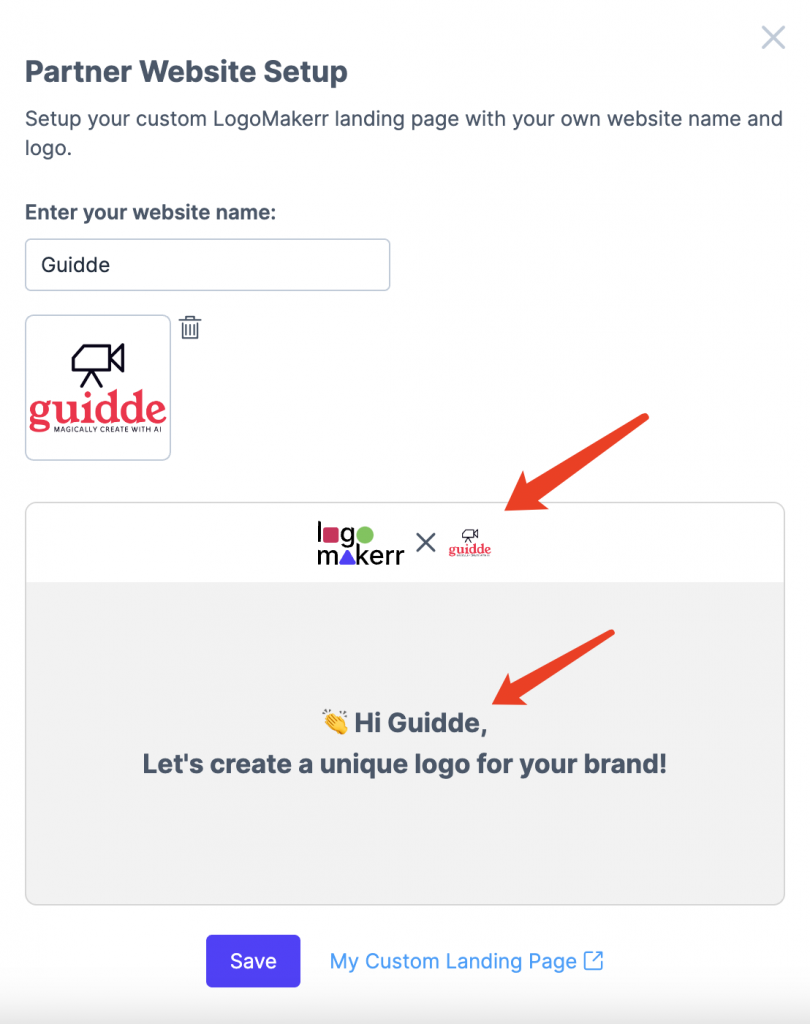 Partner Website Setup
Setup your custom LogoMakerr landing page with your own website name and
logo.
Enter your website name:
Guidde
guidde
MAGICALLY CREATE WITH AI
logo
makerr
guidde
👏 Hi Guidde,
Let's create a unique logo for your brand!
Save
My Custom Landing Page